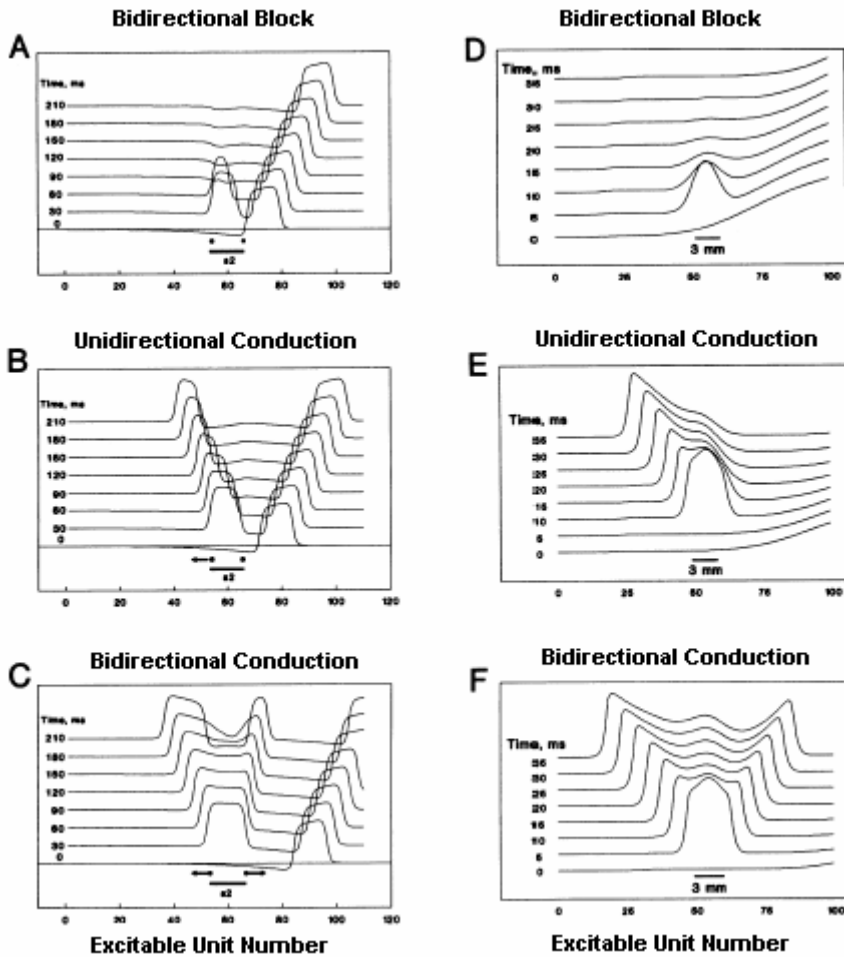 Bidirectional Block
A
Time, ms
210
180
150
120
90
60
30
0
s2
0 20 40 60 80 100 120
Bidirectional Block
D
Time, ms
35
30
25
20
15
10
5
0
3 mm
0 25 50 75 100
Unidirectional Conduction
B
Time, ms
210
180
150
120
90
60
30
0
s2
0 20 40 60 80 100 120
Unidirectional Conduction
E
Time, ms
35
30
25
20
15
10
5
0
3 mm
0 25 50 75 100
Bidirectional Conduction
C
Time, ms
210
180
150
120
90
60
30
0
s2
0 20 40 60 80 100 120
Excitable Unit Number
Bidirectional Conduction
F
Time, ms
35
30
25
20
15
10
5
0
3 mm
0 25 50 75 100
Excitable Unit Number